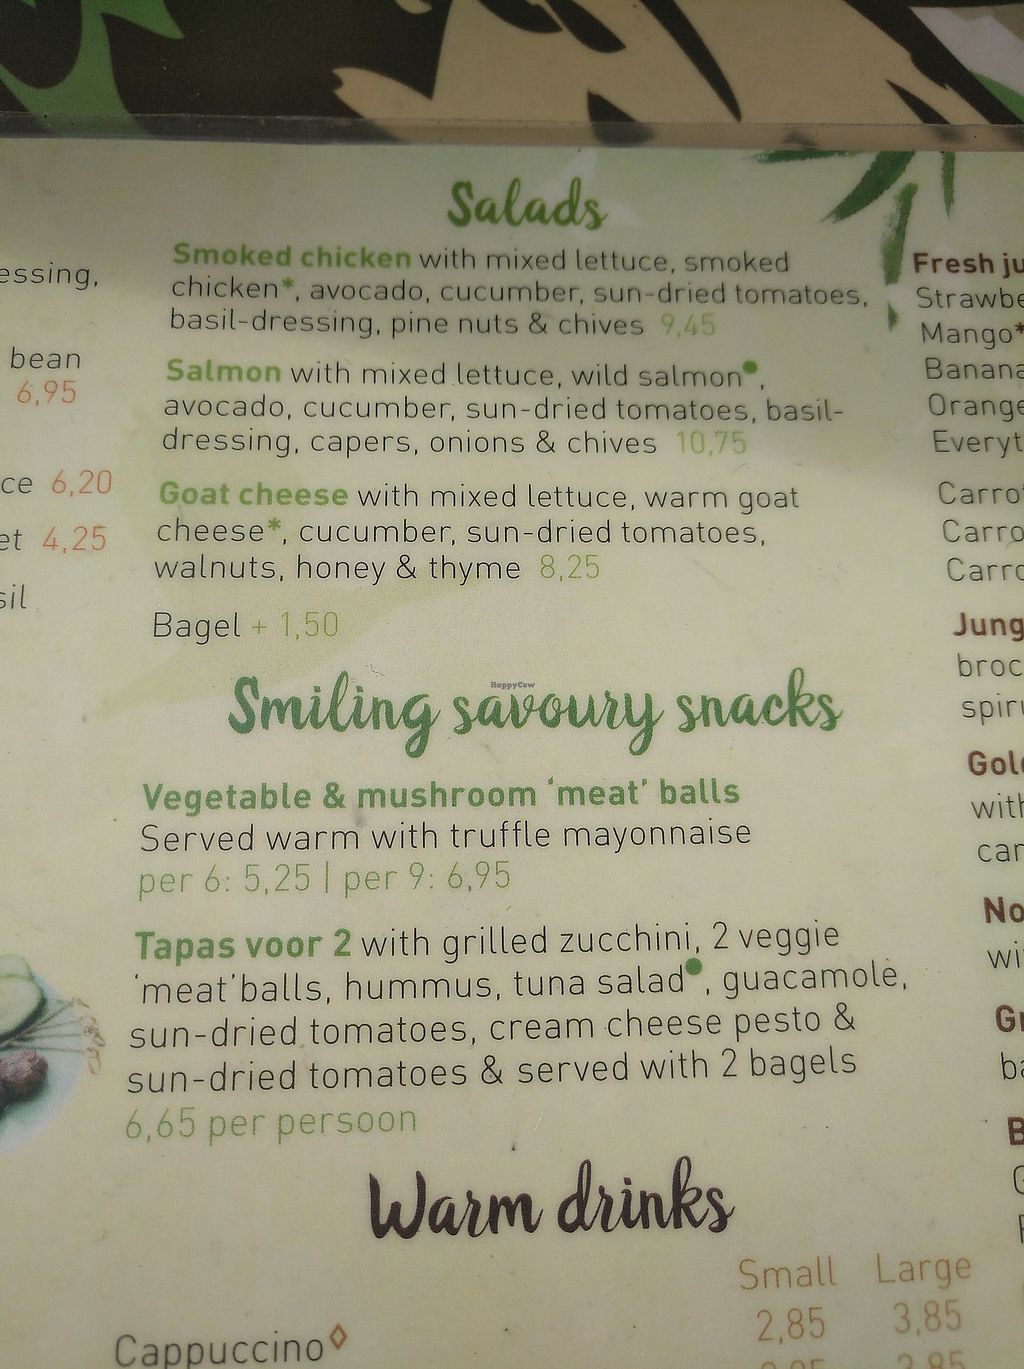 Salads
Smoked chicken with mixed lettuce, smoked
chicken*, avocado, cucumber, sun-dried tomatoes,
basil-dressing, pine nuts & chives 9,45
Salmon with mixed lettuce, wild salmon●,
avocado, cucumber, sun-dried tomatoes, basil-
dressing, capers, onions & chives 10,75
Goat cheese with mixed lettuce, warm goat
cheese*, cucumber, sun-dried tomatoes,
walnuts, honey & thyme 8,25
Bagel + 1,50
HappyCow
Smiling savoury snacks
Vegetable & mushroom 'meat' balls
Served warm with truffle mayonnaise
per 6: 5,25 | per 9: 6,95
Tapas voor 2 with grilled zucchini, 2 veggie
'meat'balls, hummus, tuna salad●, guacamole,
sun-dried tomatoes, cream cheese pesto &
sun-dried tomatoes & served with 2 bagels
6,65 per persoon
Warm drinks
Small Large
Cappuccino◊ 2,85 3,85
essing,
bean
6,95
ce 6,20
et 4,25
sil
Fresh ju
Strawbe
Mango*
Banana
Orange
Everyt
Carrot
Carro
Carro
Jung
broc
spiru
Gol
with
car
No
wi
Gr
ba
B